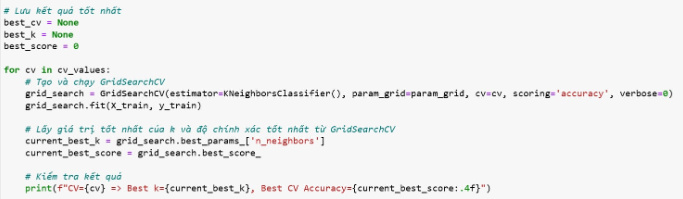 # Lưu kết quả tốt nhất
best_cv = None
best_k = None
best_score = 0

for cv in cv_values:
    # Tạo và chạy GridSearchCV
    grid_search = GridSearchCV(estimator=KNeighborsClassifier(), param_grid=param_grid, cv=cv, scoring='accuracy', verbose=0)
    grid_search.fit(X_train, y_train)

    # Lấy giá trị tốt nhất của k và độ chính xác tốt nhất từ GridSearchCV
    current_best_k = grid_search.best_params_['n_neighbors']
    current_best_score = grid_search.best_score_

    # Kiểm tra kết quả
    print(f"CV={cv} => Best k={current_best_k}, Best CV Accuracy={current_best_score:.4f}")